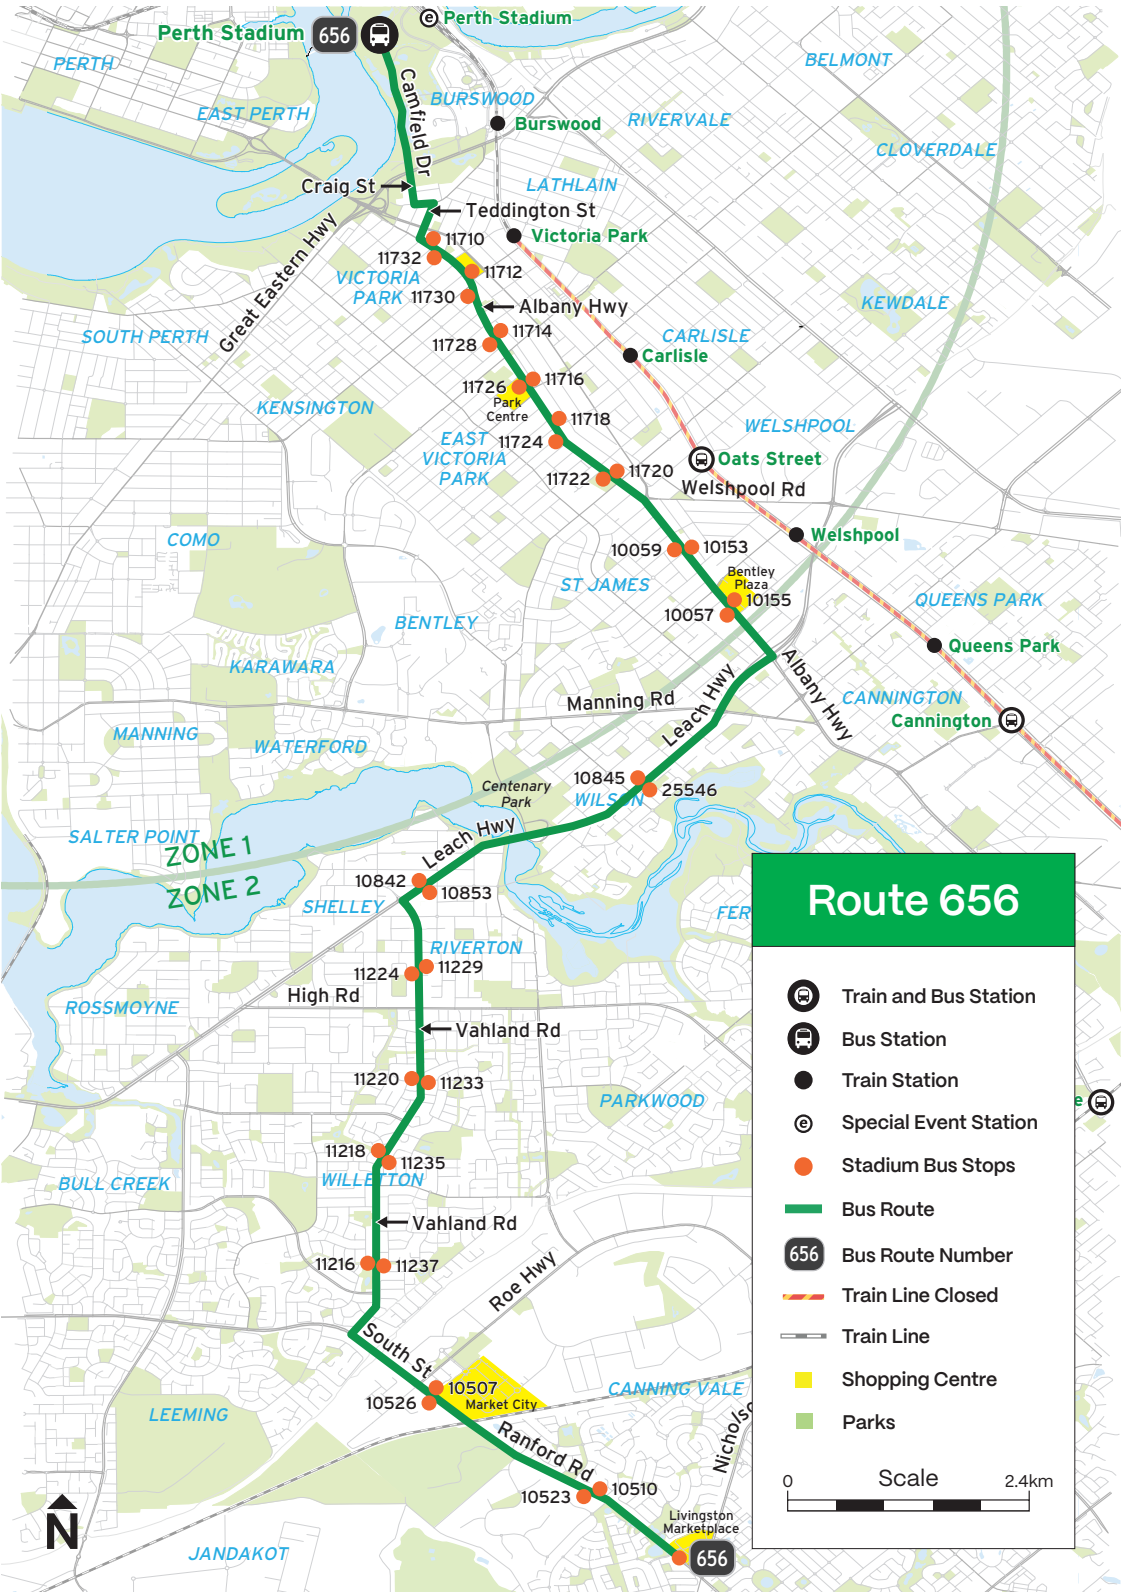 Perth Stadium
656
Perth Stadium
PERTH
BELMONT
EAST PERTH
Camfield Dr
BURSWOOD
Burswood
RIVERVALE
CLOVERDALE
Craig St
LATHLAIN
Teddington St
Great Eastern Hwy
11710
Victoria Park
11732
VICTORIA
PARK
11712
11730
Albany Hwy
KEWDALE
SOUTH PERTH
11714
11728
CARLISLE
Carlisle
11716
11726
Park
Centre
KENSINGTON
11718
11724
EAST
VICTORIA
PARK
WELSHPOOL
Oats Street
11720
11722
Welshpool Rd
COMO
Welshpool
10059
10153
ST JAMES
Bentley
Plaza
10155
10057
QUEENS PARK
BENTLEY
KARAWARA
Queens Park
Albany Hwy
Manning Rd
Leach Hwy
CANNINGTON
Cannington
MANNING
WATERFORD
10845
25546
WILSON
Centenary
Park
SALTER POINT
ZONE 1
ZONE 2
Leach Hwy
10842
10853
SHELLEY
FER
RIVERTON
11224
11229
High Rd
ROSSMOYNE
Vahland Rd
11220
11233
PARKWOOD
e
11218
11235
WILLETTON
BULL CREEK
Vahland Rd
11216
11237
Roe Hwy
South St
10507
10526
Market City
CANNING VALE
LEEMING
Nicholso
Ranford Rd
10510
10523
Livingston
Marketplace
656
JANDAKOT
N
Route 656
Train and Bus Station
Bus Station
Train Station
e
Special Event Station
Stadium Bus Stops
Bus Route
656
Bus Route Number
Train Line Closed
Train Line
Shopping Centre
Parks
Scale
0
2.4km